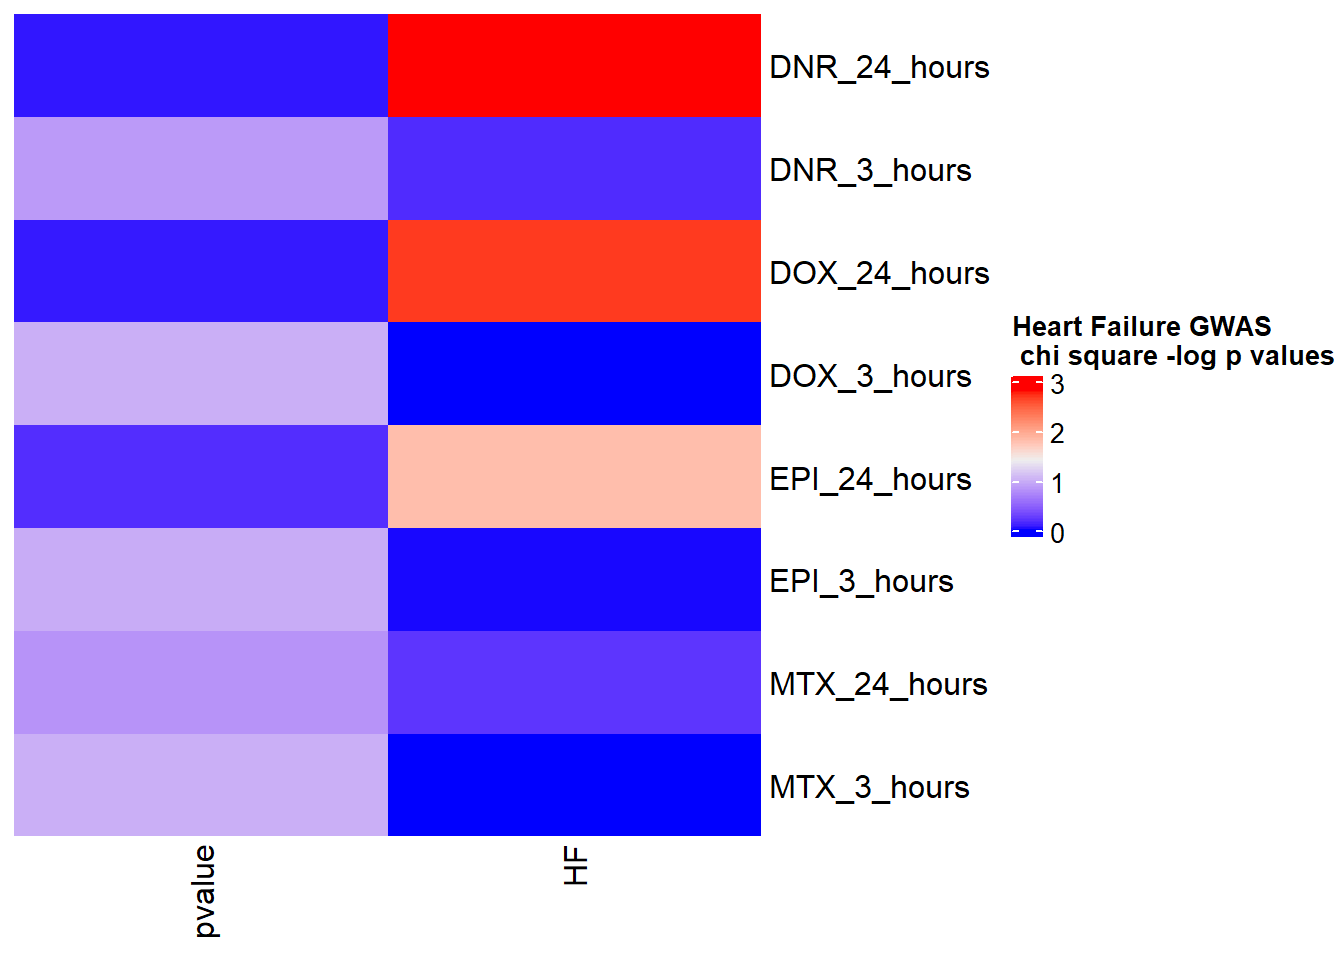 DNR_24_hours
DNR_3_hours
DOX_24_hours
DOX_3_hours
EPI_24_hours
EPI_3_hours
MTX_24_hours
MTX_3_hours
pvalue
HF
Heart Failure GWAS
chi square -log p values
3
2
1
0